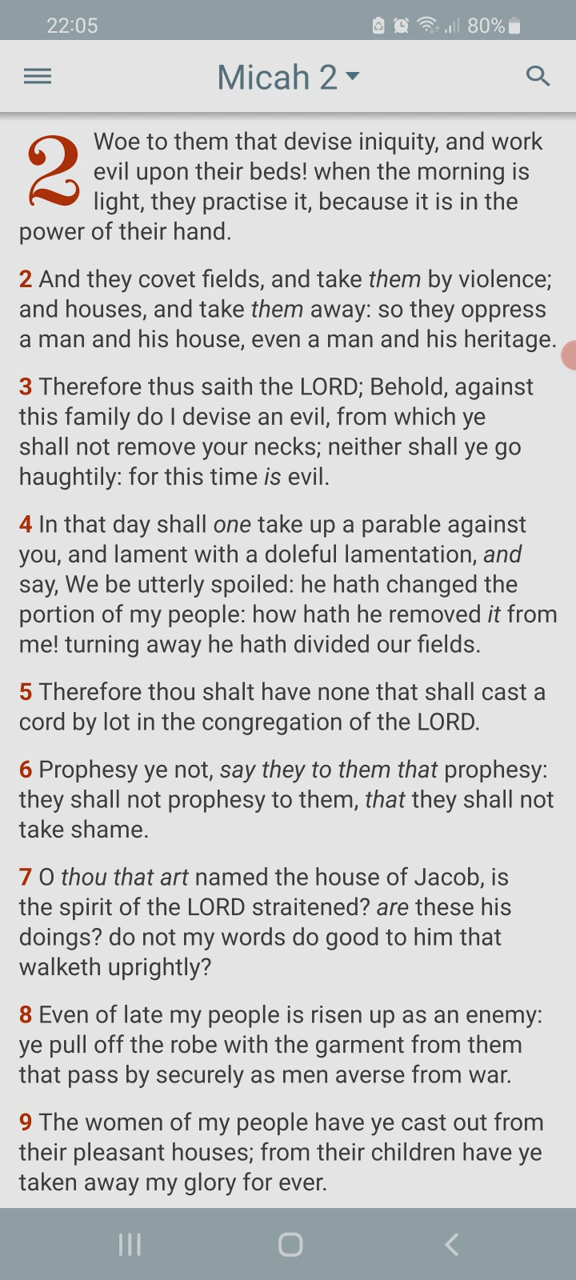 22:05
80%
Micah 2
2 Woe to them that devise iniquity, and work
evil upon their beds! when the morning is
light, they practise it, because it is in the
power of their hand.
2 And they covet fields, and take them by violence;
and houses, and take them away: so they oppress
a man and his house, even a man and his heritage.
3 Therefore thus saith the LORD; Behold, against
this family do I devise an evil, from which ye
shall not remove your necks; neither shall ye go
haughtily: for this time is evil.
4 In that day shall one take up a parable against
you, and lament with a doleful lamentation, and
say, We be utterly spoiled: he hath changed the
portion of my people: how hath he removed it from
me! turning away he hath divided our fields.
5 Therefore thou shalt have none that shall cast a
cord by lot in the congregation of the LORD.
6 Prophesy ye not, say they to them that prophesy:
they shall not prophesy to them, that they shall not
take shame.
7 O thou that art named the house of Jacob, is
the spirit of the LORD straitened? are these his
doings? do not my words do good to him that
walketh uprightly?
8 Even of late my people is risen up as an enemy:
ye pull off the robe with the garment from them
that pass by securely as men averse from war.
9 The women of my people have ye cast out from
their pleasant houses; from their children have ye
taken away my glory for ever.